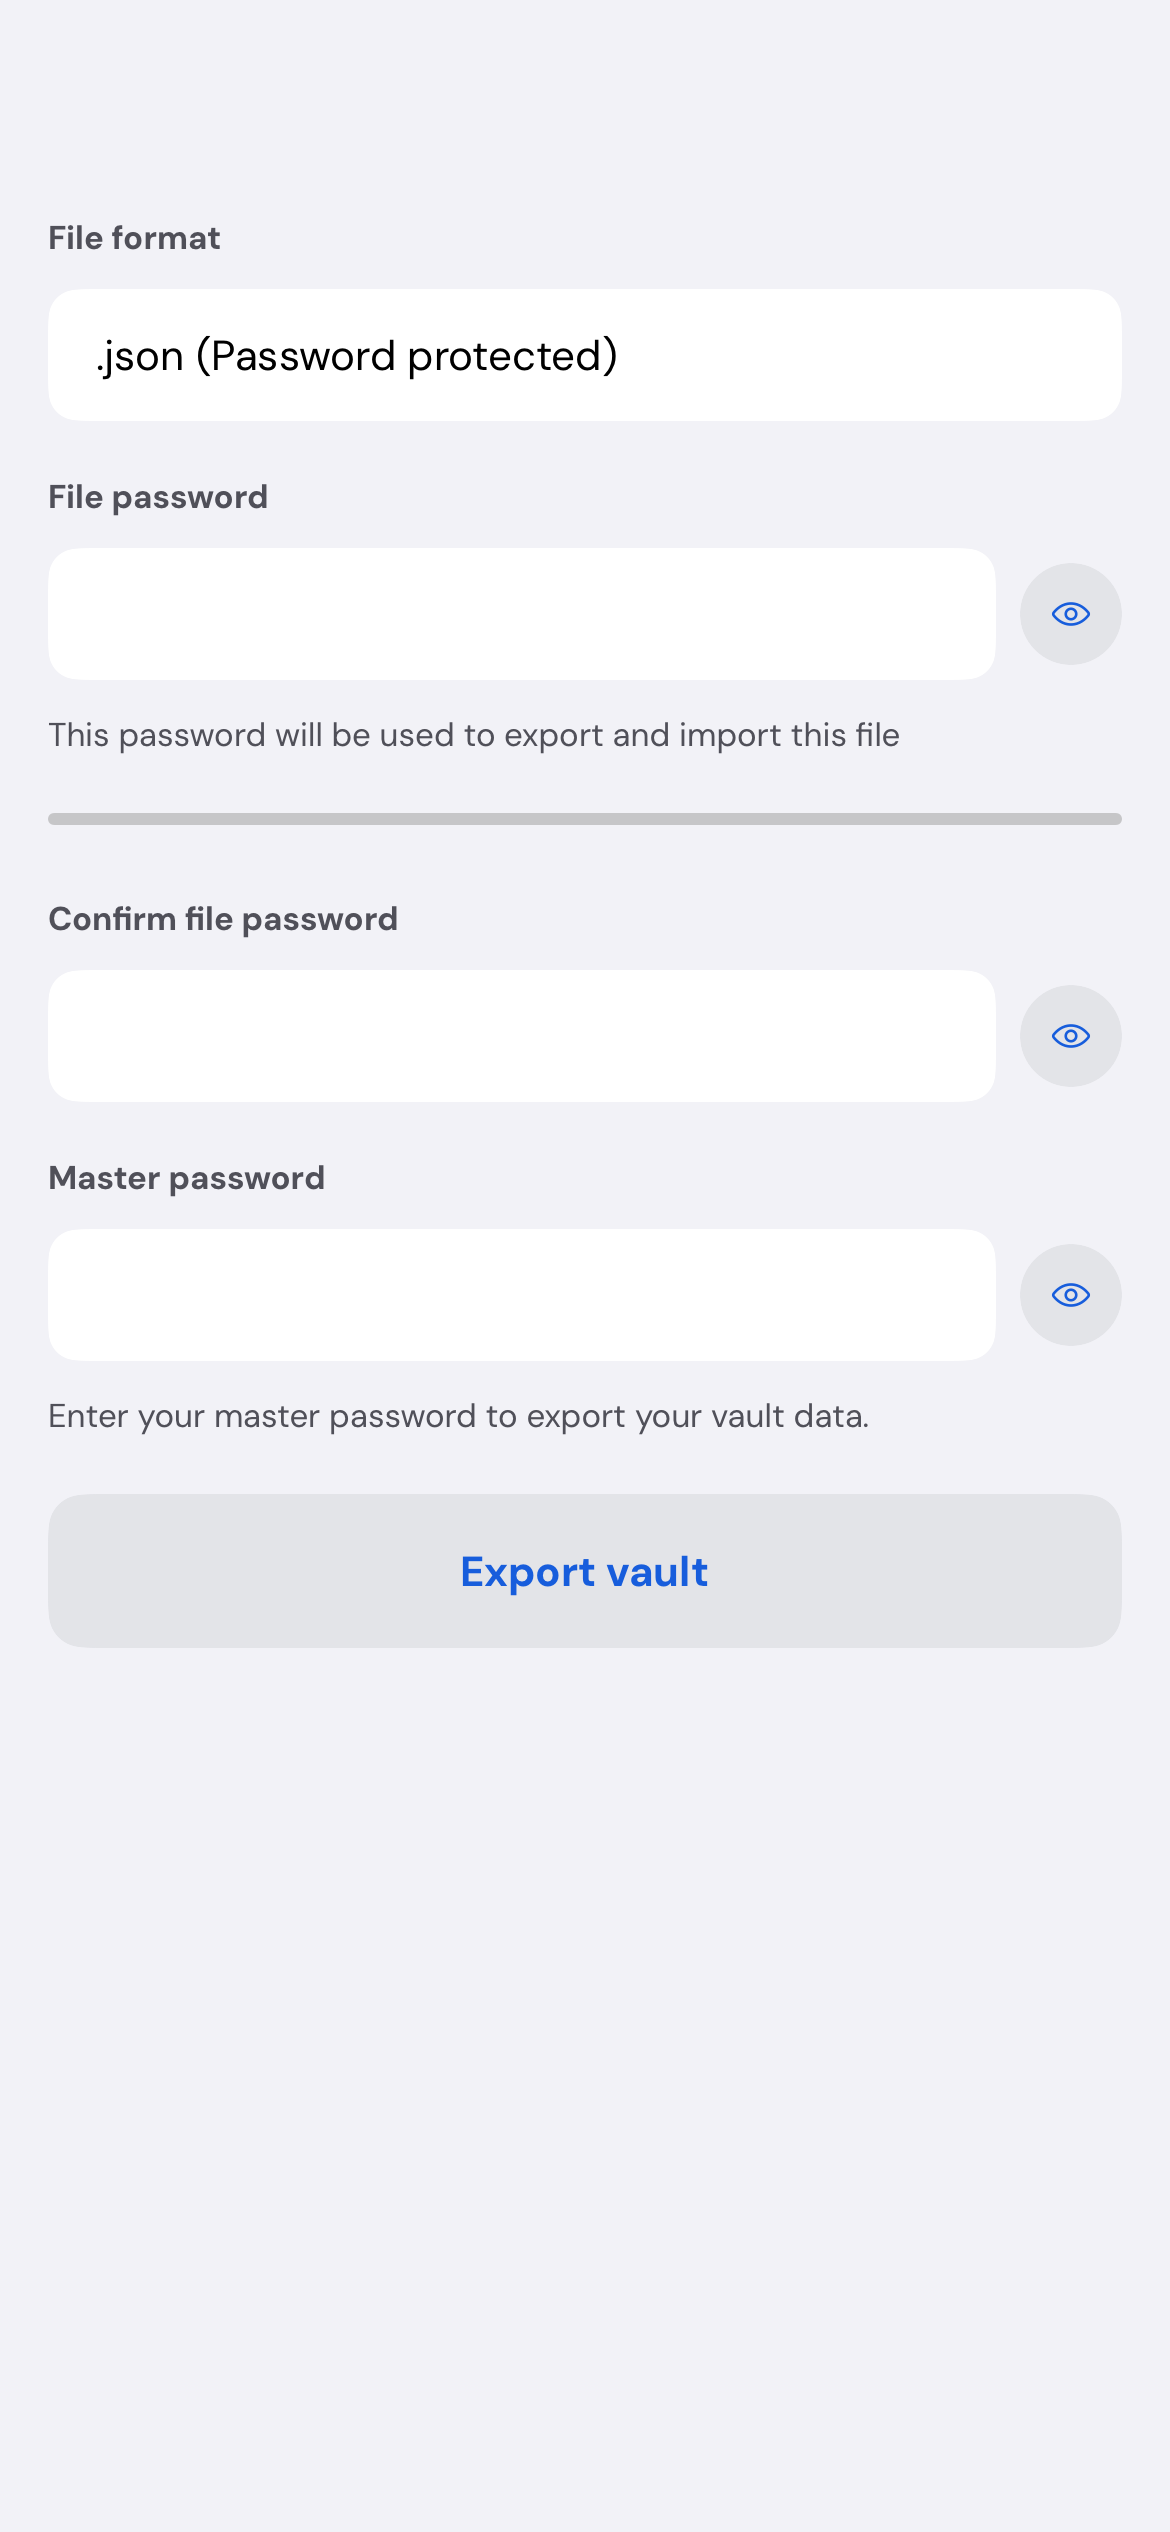 File format
.json (Password protected)
File password
This password will be used to export and import this file
Confirm file password
Master password
Enter your master password to export your vault data.
Export vault